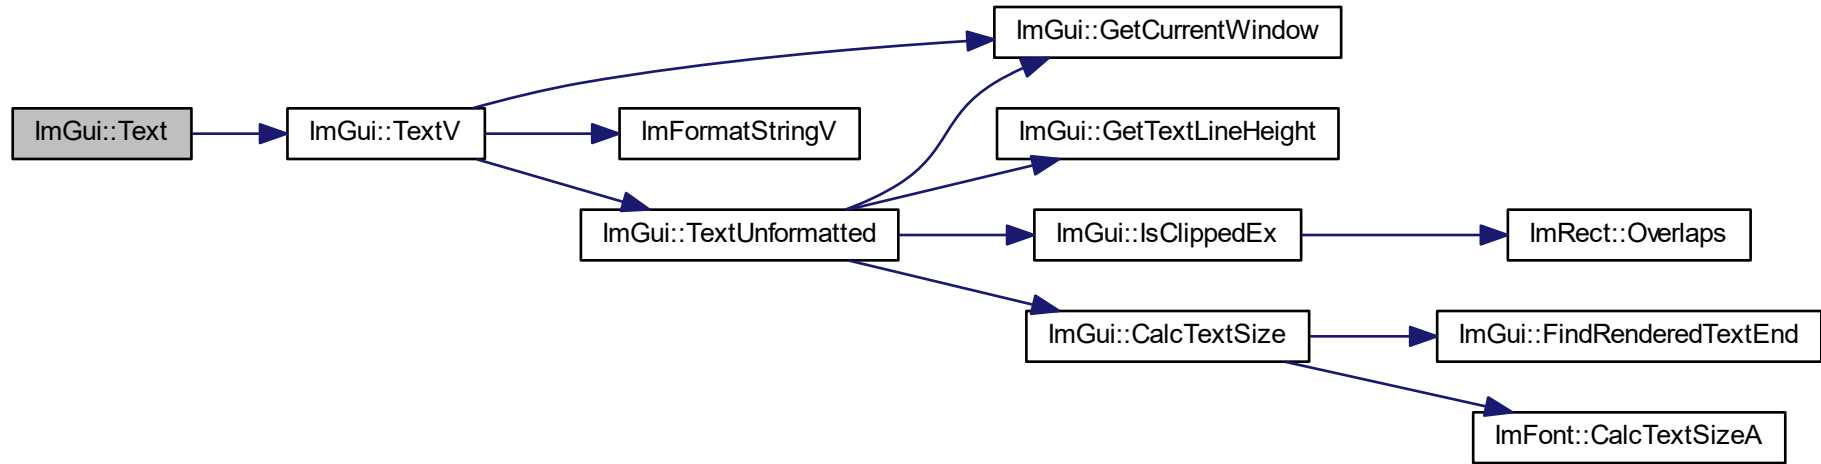 ImGui::GetCurrentWindow
ImGui::Text
ImGui::TextV
ImFormatStringV
ImGui::GetTextLineHeight
ImGui::TextUnformatted
ImGui::IsClippedEx
ImRect::Overlaps
ImGui::CalcTextSize
ImGui::FindRenderedTextEnd
ImFont::CalcTextSizeA